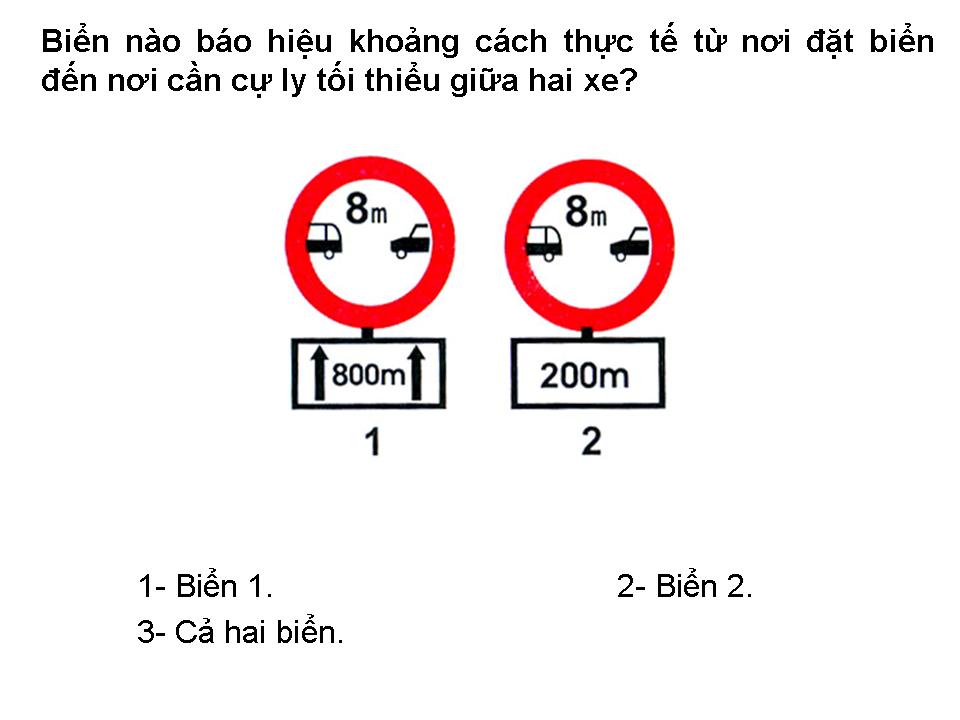 Biển nào báo hiệu khoảng cách thực tế từ nơi đặt biển
đến nơi cần cự ly tối thiểu giữa hai xe?
8m
8m
800m
200m
1
2
1- Biển 1.
2- Biển 2.
3- Cả hai biển.